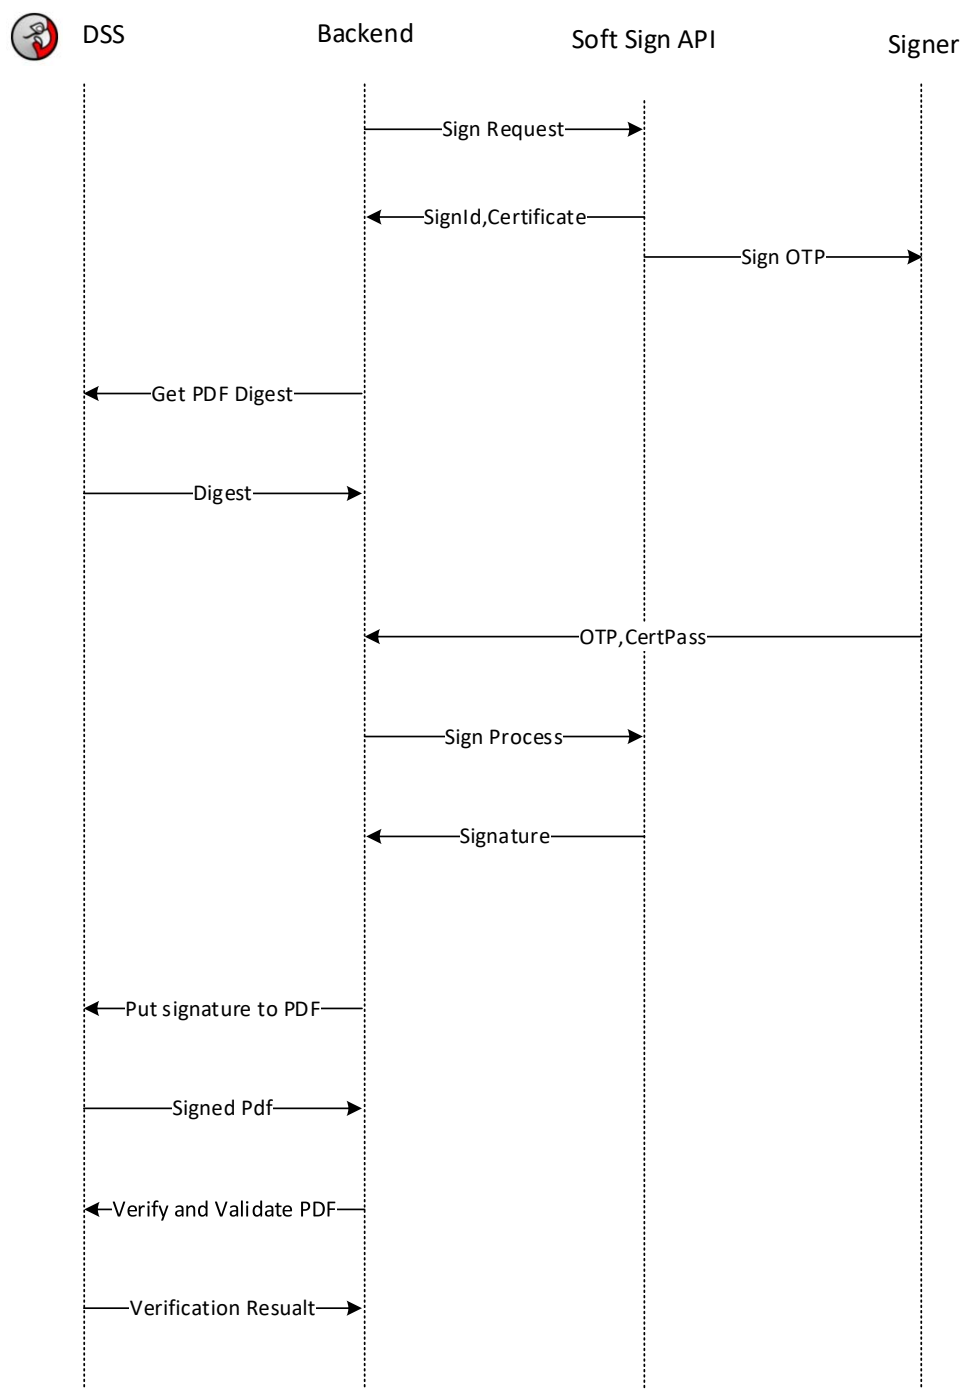 DSS
Backend
Soft Sign API
Signer
Sign Request
SignId,Certificate
Sign OTP
Get PDF Digest
Digest
OTP,CertPass
Sign Process
Signature
Put signature to PDF
Signed Pdf
Verify and Validate PDF
Verification Resualt